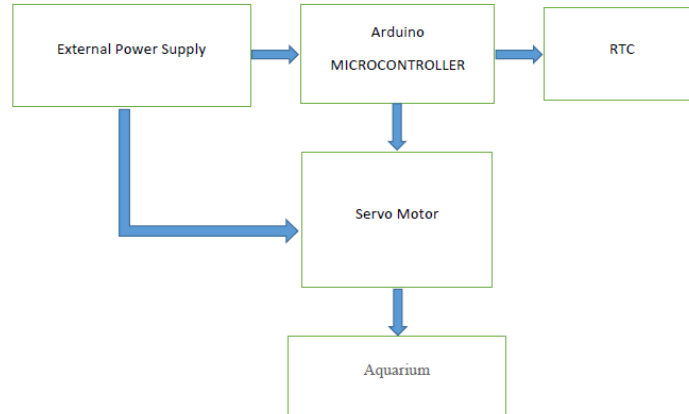 External Power Supply
Arduino
MICROCONTROLLER
RTC
Servo Motor
Aquarium